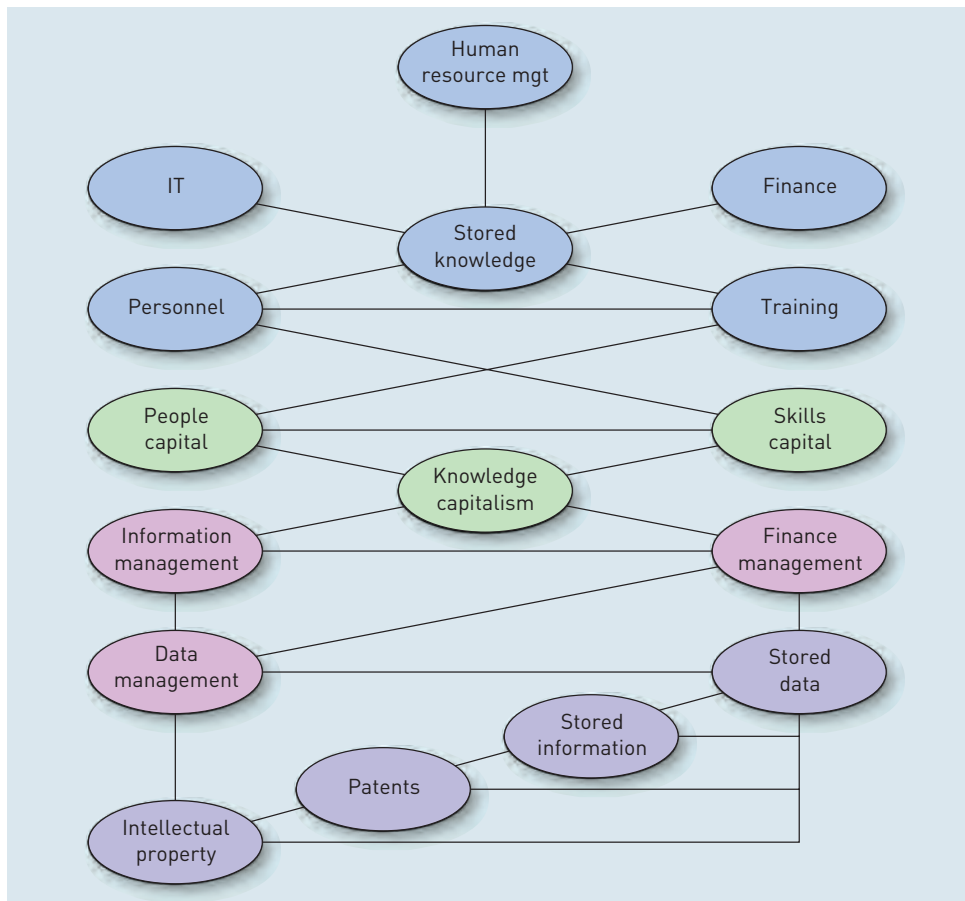 Human
resource mgt
IT
Finance
Stored
knowledge
Personnel
Training
People
capital
Skills
capital
Knowledge
capitalism
Information
management
Finance
management
Data
management
Stored
data
Stored
information
Patents
Intellectual
property